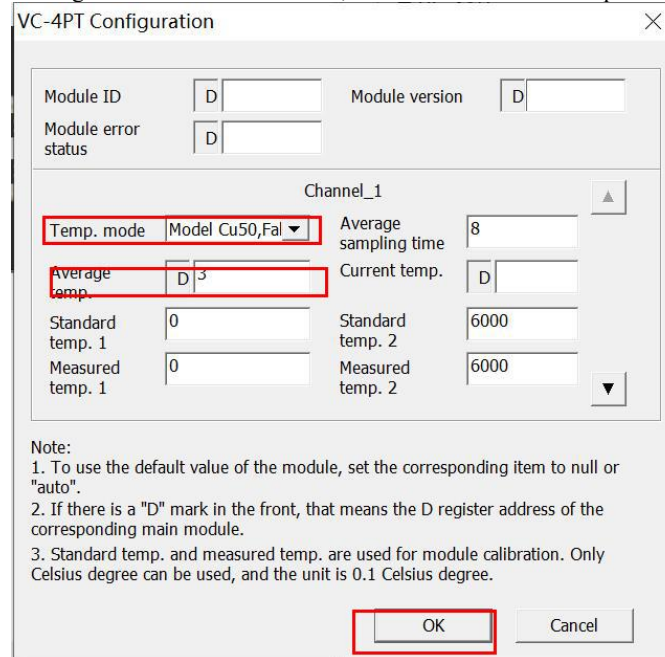 VC-4PT Configuration
Module ID D Module version D
Module error
status D
Channel_1
Temp. mode Model Cu50,Fal Average
sampling time 8
Average
temp. D 3 Current temp. D
Standard
temp. 1 0 Standard
temp. 2 6000
Measured
temp. 1 0 Measured
temp. 2 6000
Note:
1. To use the default value of the module, set the corresponding item to null or
"auto".
2. If there is a "D" mark in the front, that means the D register address of the
corresponding main module.
3. Standard temp. and measured temp. are used for module calibration. Only
Celsius degree can be used, and the unit is 0.1 Celsius degree.
OK Cancel